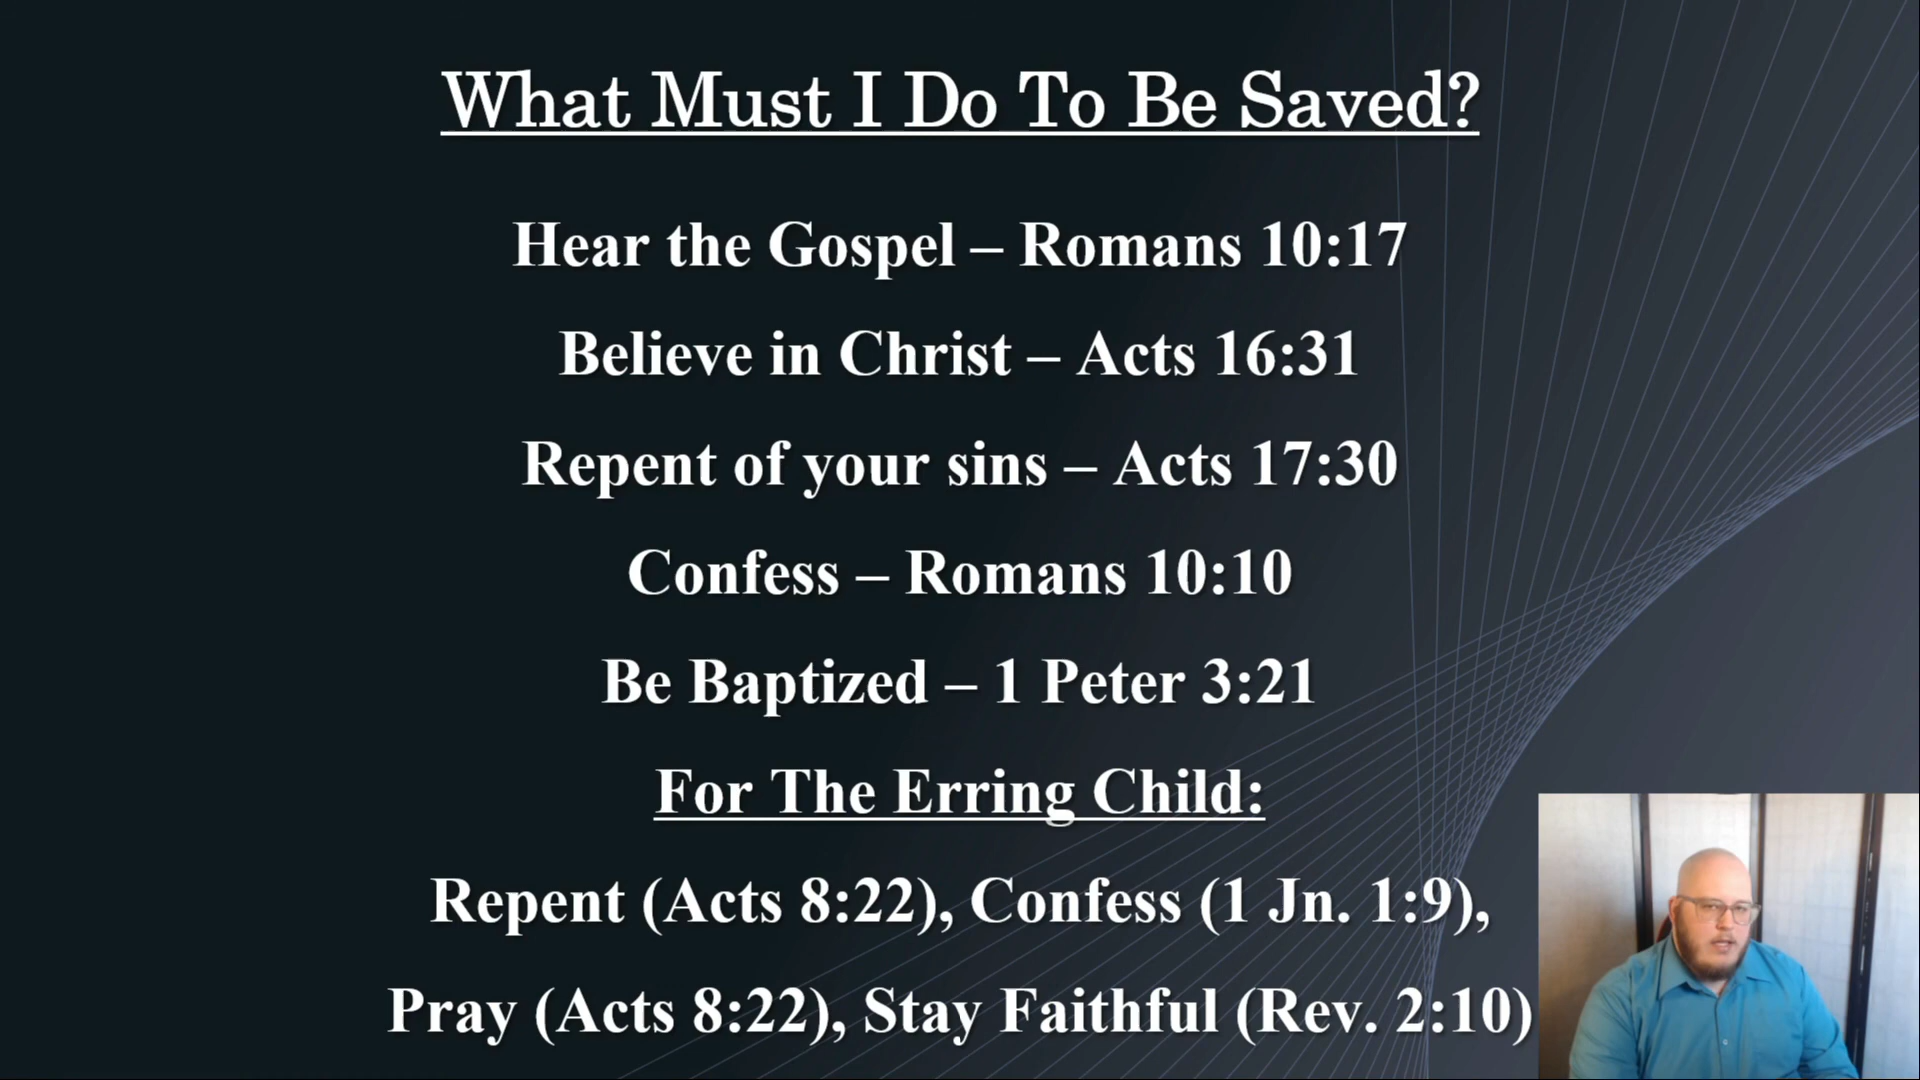 What Must I Do To Be Saved?
Hear the Gospel – Romans 10:17
Believe in Christ – Acts 16:31
Repent of your sins – Acts 17:30
Confess – Romans 10:10
Be Baptized – 1 Peter 3:21
For The Erring Child:
Repent (Acts 8:22), Confess (1 Jn. 1:9),
Pray (Acts 8:22), Stay Faithful (Rev. 2:10)